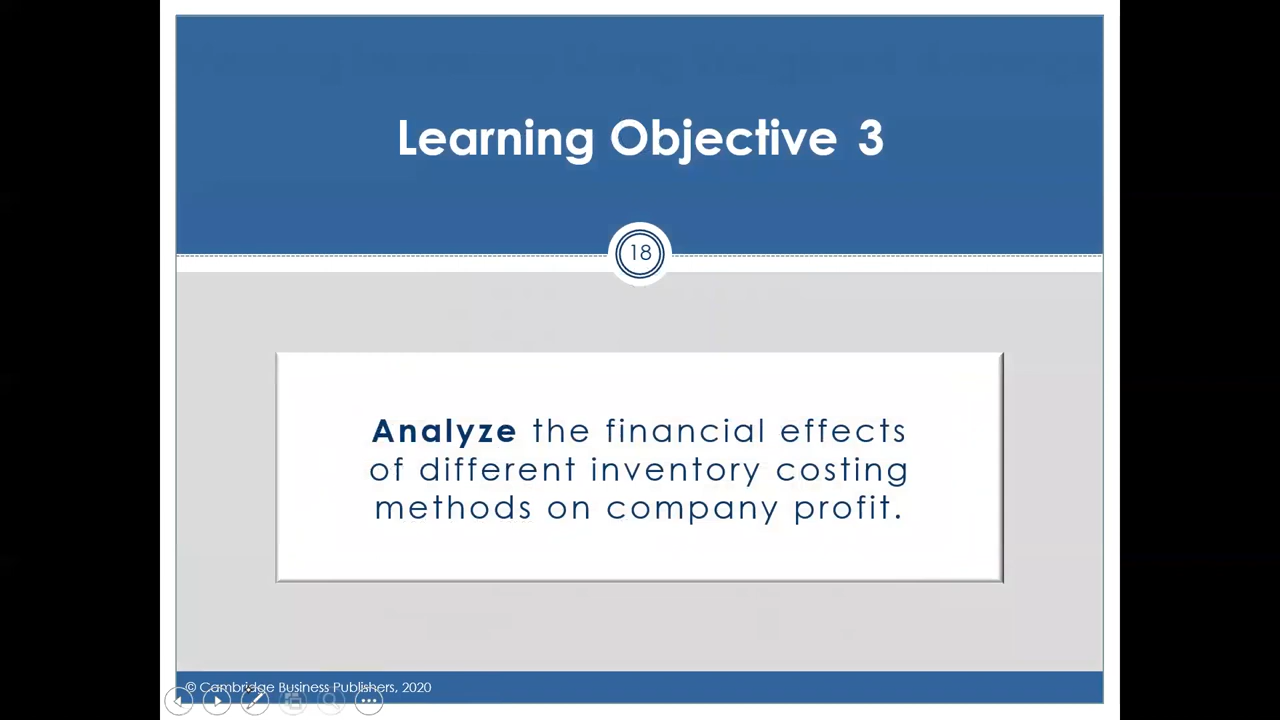 Learning Objective 3
18
Analyze the financial effects
of different inventory costing
methods on company profit.
© Cambridge Business Publishers, 2020